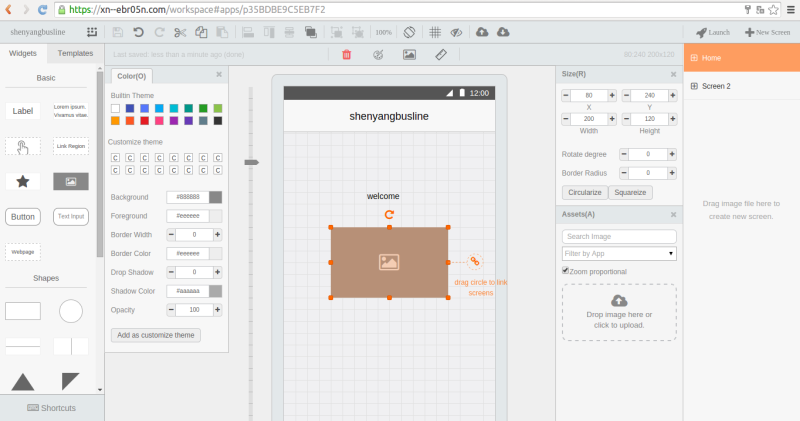 https://xn--ebr05n.com/workspace#apps/p35BDBE9C5EB7F2
shenyangbusline
100%
Launch
New Screen
Widgets
Templates
Last saved: less than a minute ago (done)
80:240 200x120
Basic
Label
Lorem ipsum.
Vivamus vitae.
Link Region
Button
Text Input
Webpage
Shapes
Shortcuts
Color(O)
Builtin Theme
Customize theme
C C C C C C C C
C C C C C C C C
Background #888888
Foreground #eeeeee
Border Width 0
Border Color #eeeeee
Drop Shadow 0
Shadow Color #aaaaaa
Opacity 100
Add as customize theme
12:00
shenyangbusline
welcome
drag circle to link
screens
Size(R)
80 240
X Y
200 120
Width Height
Rotate degree 0
Border Radius 0
Circularize Squareize
Assets(A)
Search Image
Filter by App
Zoom proportional
Drop image here or
click to upload.
Home
Screen 2
Drag image file here to
create new screen.